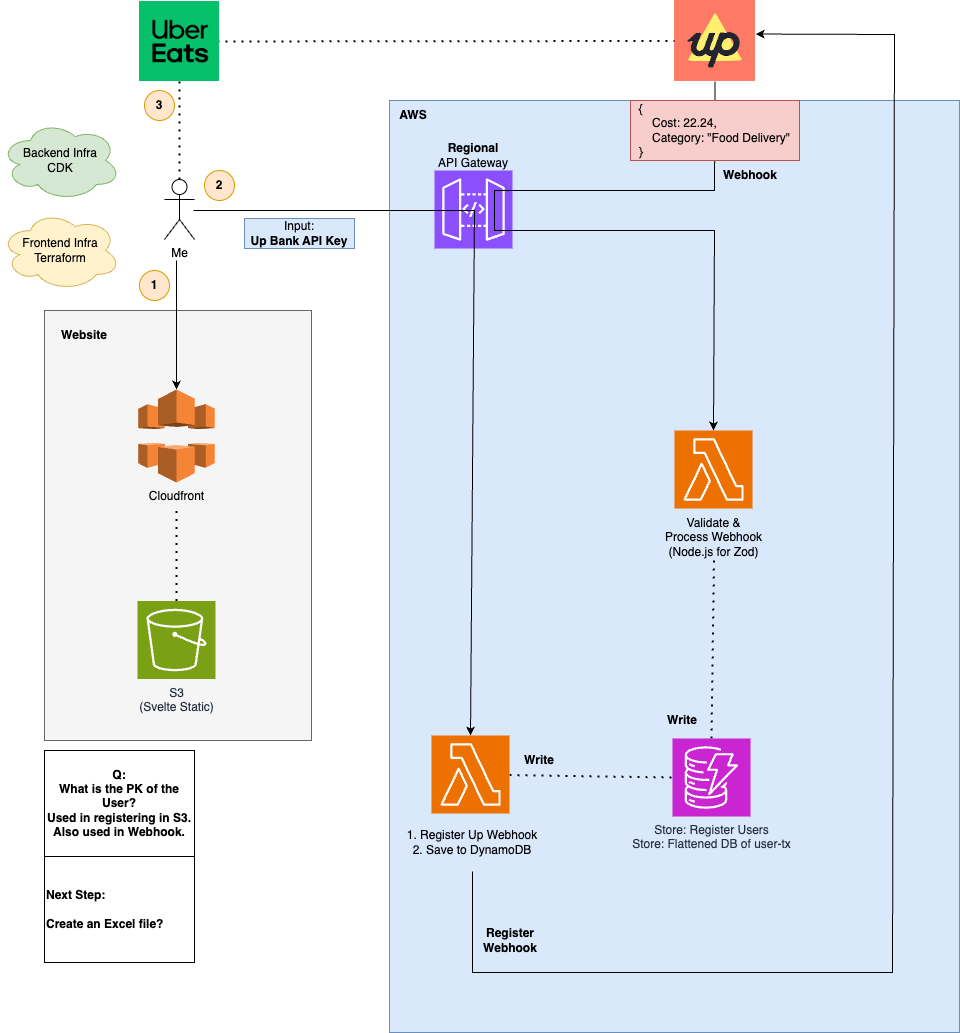 Uber
Eats
up
3
{
Cost: 22.24,
Category: "Food Delivery"
}
AWS
Backend Infra
CDK
Regional
API Gateway
Webhook
2
</>
Input:
Up Bank API Key
Frontend Infra
Terraform
Me
1
Website
Cloudfront
Validate &
Process Webhook
(Node.js for Zod)
S3
(Svelte Static)
Write
Write
Q:
What is the PK of the
User?
Used in registering in S3.
Also used in Webhook.
1. Register Up Webhook
2. Save to DynamoDB
Store: Register Users
Store: Flattened DB of user-tx
Next Step:
Create an Excel file?
Register
Webhook